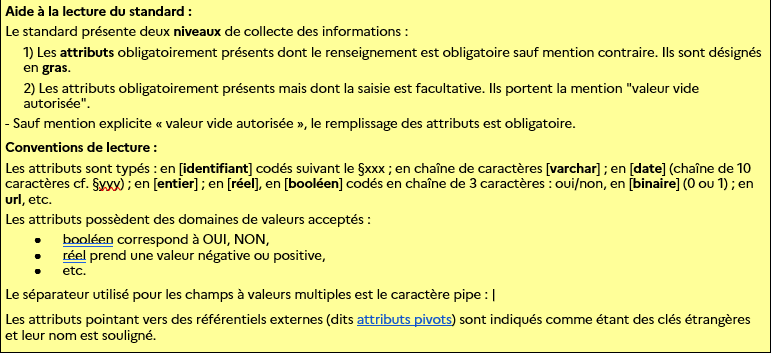 Aide à la lecture du standard :
Le standard présente deux niveaux de collecte des informations :
1) Les attributs obligatoirement présents dont le renseignement est obligatoire sauf mention contraire. Ils sont désignés
en gras.
2) Les attributs obligatoirement présents mais dont la saisie est facultative. Ils portent la mention "valeur vide
autorisée".
- Sauf mention explicite « valeur vide autorisée », le remplissage des attributs est obligatoire.
Conventions de lecture :
Les attributs sont typés : en [identifiant] codés suivant le §xxx ; en chaîne de caractères [varchar] ; en [date] (chaîne de 10
caractères cf. §yyy) ; en [entier] ; en [réel], en [booléen] codés en chaîne de 3 caractères : oui/non, en [binaire] (0 ou 1) ; en
url, etc.
Les attributs possèdent des domaines de valeurs acceptés :
● booléen correspond à OUI, NON,
● réel prend une valeur négative ou positive,
● etc.
Le séparateur utilisé pour les champs à valeurs multiples est le caractère pipe : |
Les attributs pointant vers des référentiels externes (dits attributs pivots) sont indiqués comme étant des clés étrangères
et leur nom est souligné.